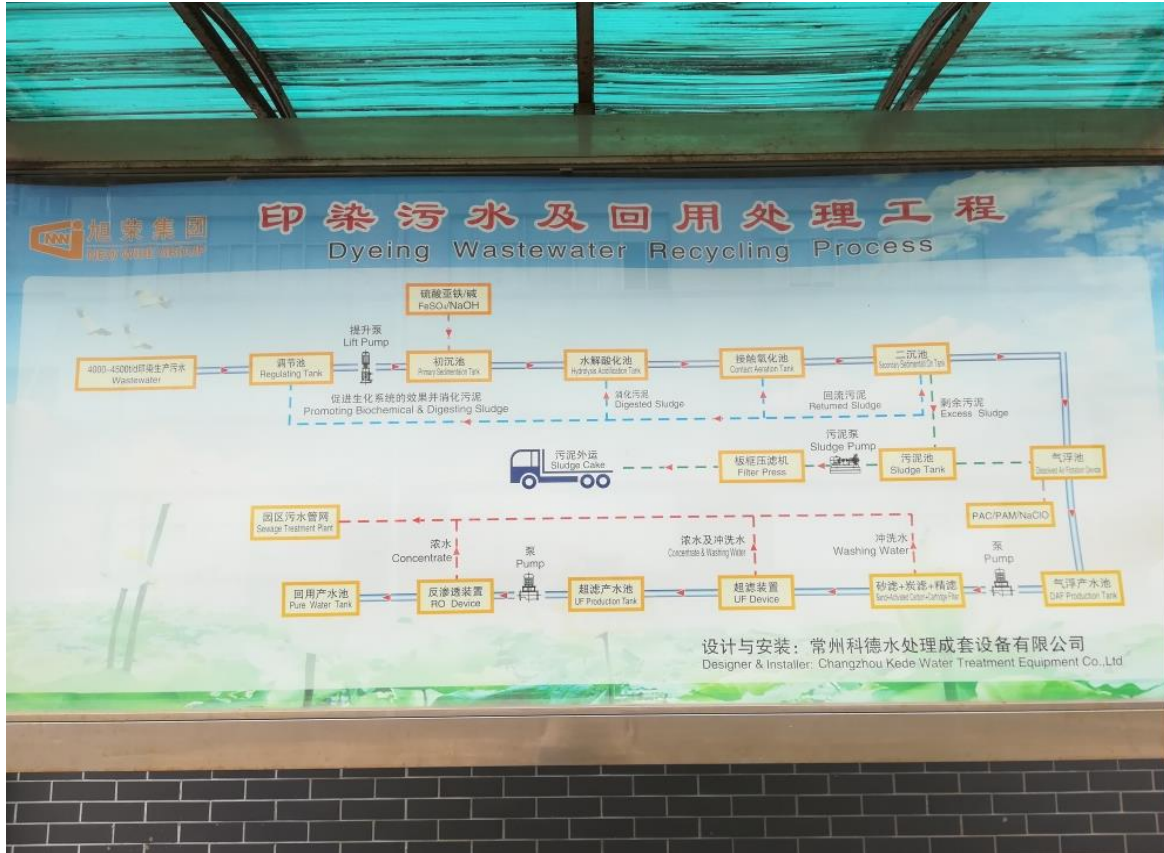 旭荣集团
NEW WIDE GROUP
印染污水及回用处理工程
Dyeing Wastewater Recycling Process
硫酸亚铁/碱
FeSO₄/NaOH
提升泵
Lift Pump
4000-4500t/d印染生产污水
Wastewater
调节池
Regulating Tank
初沉池
Primary Sedimentation Tank
水解酸化池
Hydrolysis Acidification Tank
接触氧化池
Contact Aeration Tank
二沉池
促进生化系统的效果并消化污泥
Promoting Biochemical & Digesting Sludge
消化污泥
Digested Sludge
回流污泥
Returned Sludge
剩余污泥
Excess Sludge
污泥外运
Sludge Cake
板框压滤机
Filter Press
污泥泵
Sludge Pump
污泥池
Sludge Tank
气浮池
园区污水管网
Sewage Treatment Plant
浓水
Concentrate
浓水及冲洗水
Concentrate & Washing Water
冲洗水
Washing Water
PAC/PAM/NaClO
回用产水池
Pure Water Tank
反渗透装置
RO Device
泵
Pump
超滤产水池
UF Production Tank
超滤装置
UF Device
砂滤+炭滤+精滤
泵
Pump
气浮产水池
DAF Production Tank
设计与安装：常州科德水处理成套设备有限公司
Designer & Installer: Changzhou Kede Water Treatment Equipment Co.,Ltd